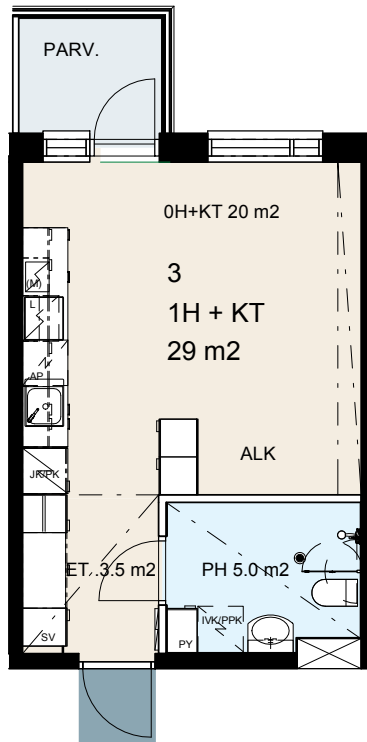 PARV.
0H+KT 20 m2
3
1H + KT
29 m2
(M)
L
AP
ALK
JK/PK
ET. 3.5 m2
PH 5.0 m2
IVK/PPK
SV
PY